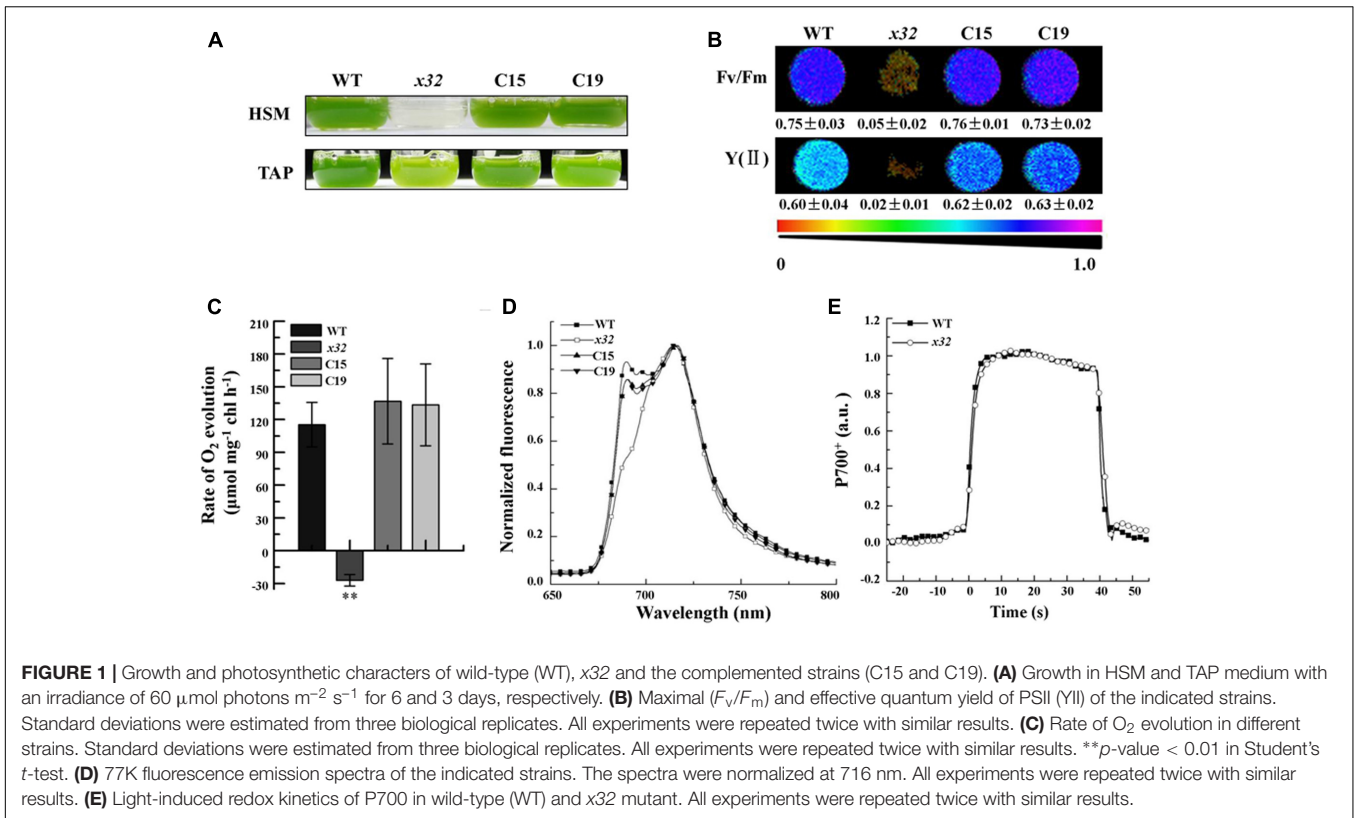 A
WT x32 C15 C19
HSM
TAP
B
WT x32 C15 C19
Fv/Fm
0.75±0.03 0.05±0.02 0.76±0.01 0.73±0.02
Y(Ⅱ)
0.60±0.04 0.02±0.01 0.62±0.02 0.63±0.02
0 1.0
C
210
180
150
120
90
60
30
0
-30
Rate of O₂ evolution
(μmol mg⁻¹ chl h⁻¹)
WT
x32
C15
C19
**
D
WT
x32
C15
C19
1.0
0.8
0.6
0.4
0.2
0.0
Normalized fluorescence
650 700 750 800
Wavelength (nm)
E
WT
x32
1.2
1.0
0.8
0.6
0.4
0.2
0.0
-0.2
P700⁺ (a.u.)
-20 -10 0 10 20 30 40 50
Time (s)
FIGURE 1 | Growth and photosynthetic characters of wild-type (WT), x32 and the complemented strains (C15 and C19). (A) Growth in HSM and TAP medium with
an irradiance of 60 μmol photons m⁻² s⁻¹ for 6 and 3 days, respectively. (B) Maximal (Fv/Fm) and effective quantum yield of PSII (YII) of the indicated strains.
Standard deviations were estimated from three biological replicates. All experiments were repeated twice with similar results. (C) Rate of O₂ evolution in different
strains. Standard deviations were estimated from three biological replicates. All experiments were repeated twice with similar results. **p-value < 0.01 in Student's
t-test. (D) 77K fluorescence emission spectra of the indicated strains. The spectra were normalized at 716 nm. All experiments were repeated twice with similar
results. (E) Light-induced redox kinetics of P700 in wild-type (WT) and x32 mutant. All experiments were repeated twice with similar results.